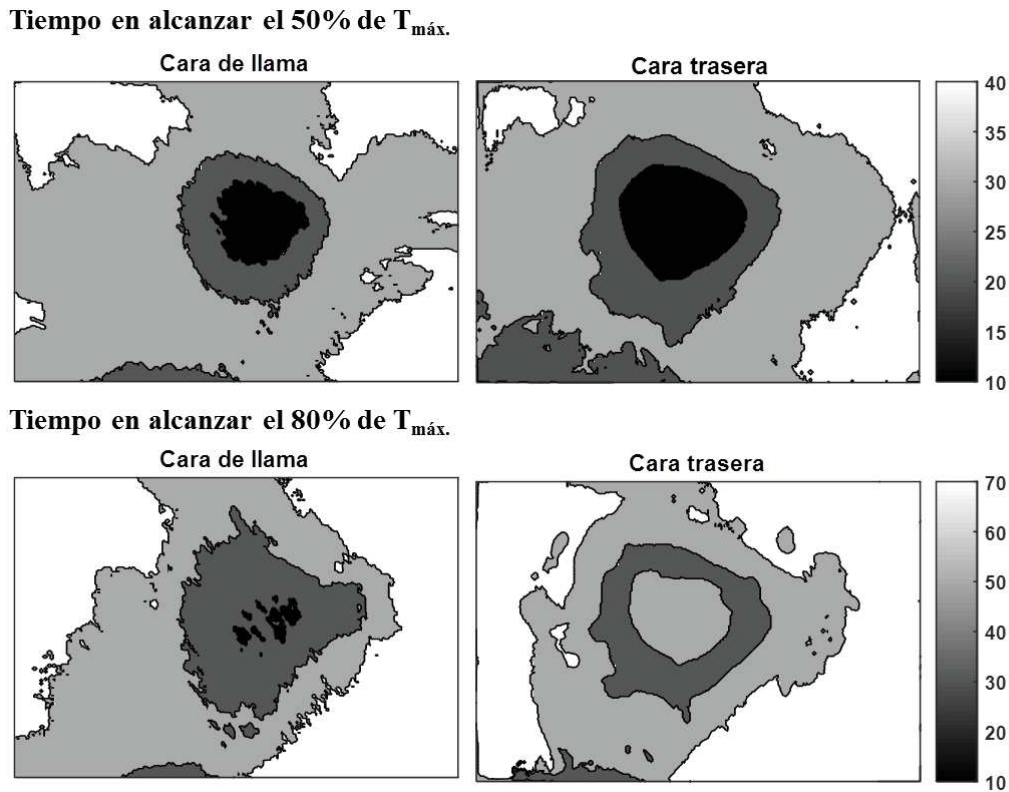 Tiempo en alcanzar el 50% de Tmáx.
Cara de llama
Cara trasera
40
35
30
25
20
15
10
Tiempo en alcanzar el 80% de Tmáx.
Cara de llama
Cara trasera
70
60
50
40
30
20
10